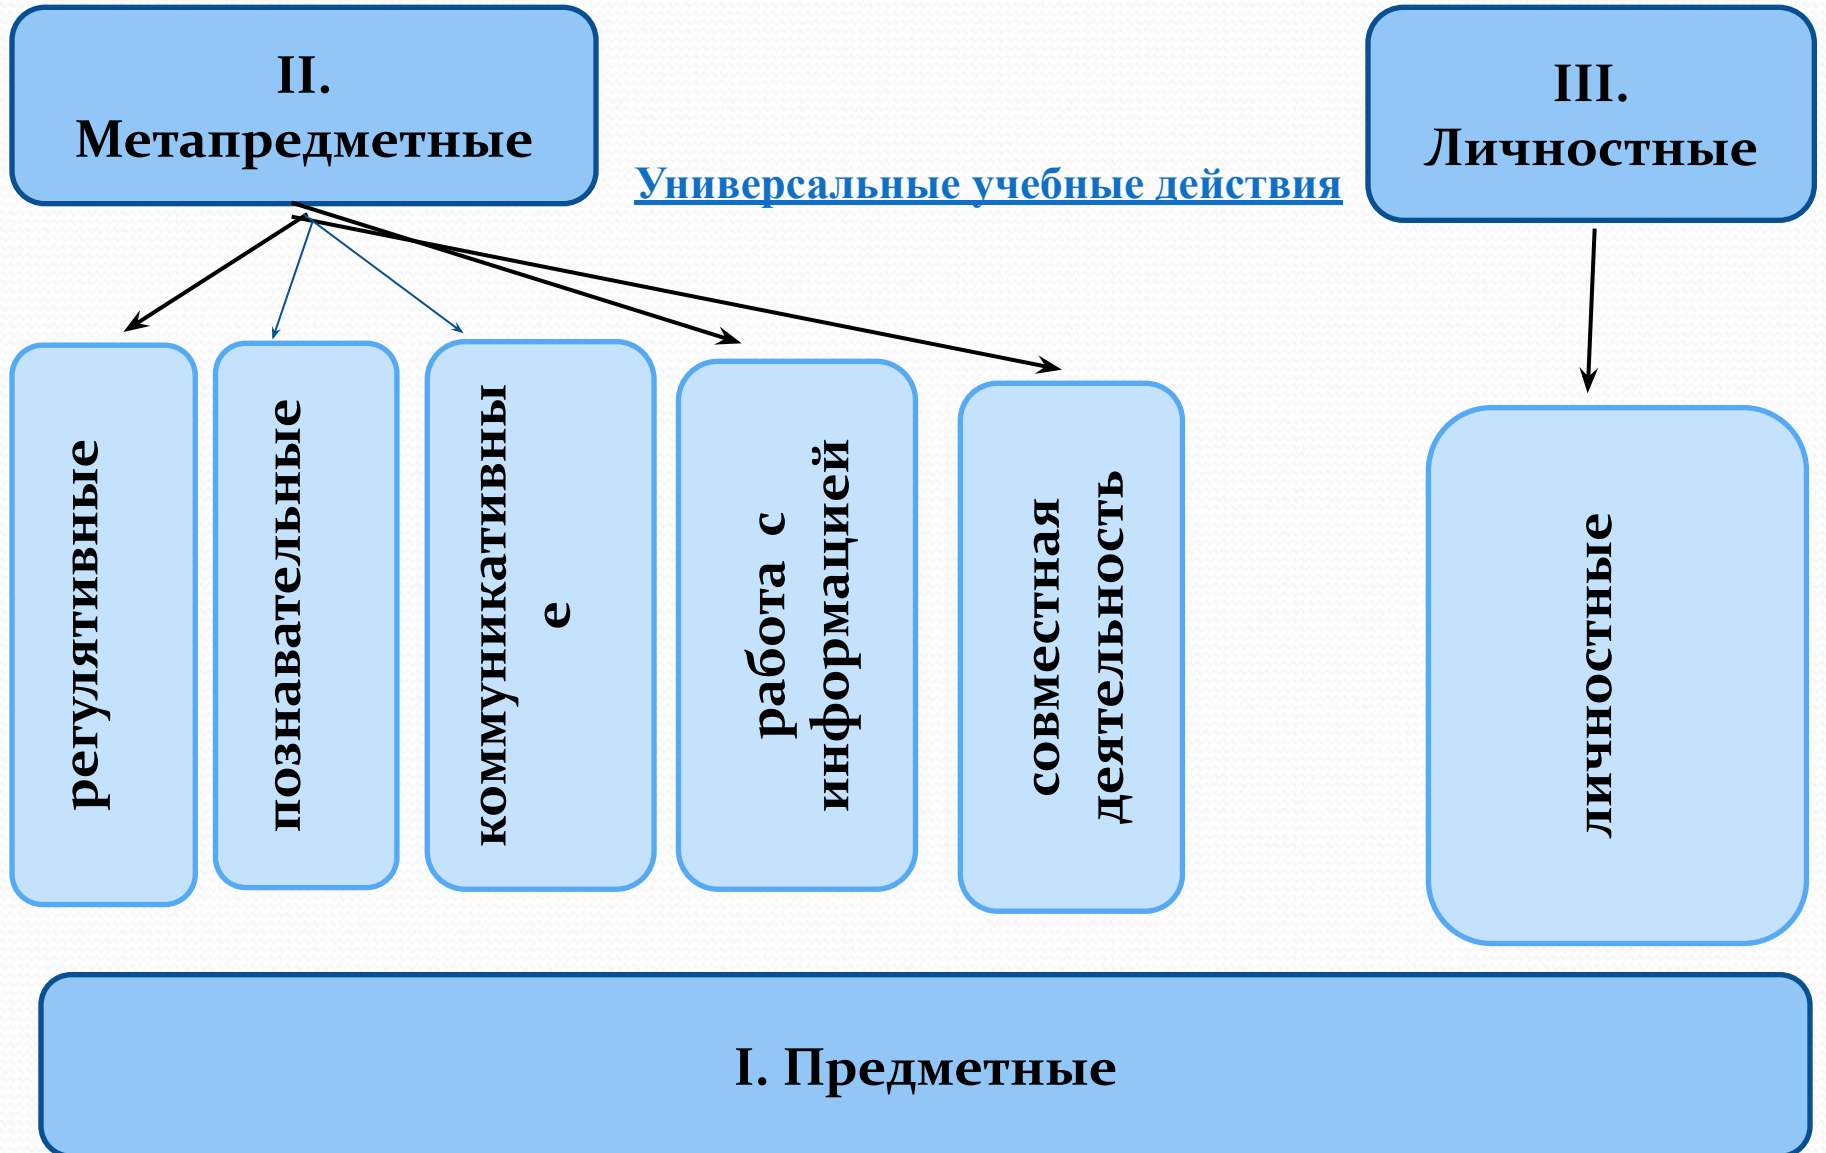 II.
Метапредметные
III.
Личностные
Универсальные учебные действия
регулятивные
познавательные
коммуникативны
е
работа с
информацией
совместная
деятельность
личностные
I. Предметные